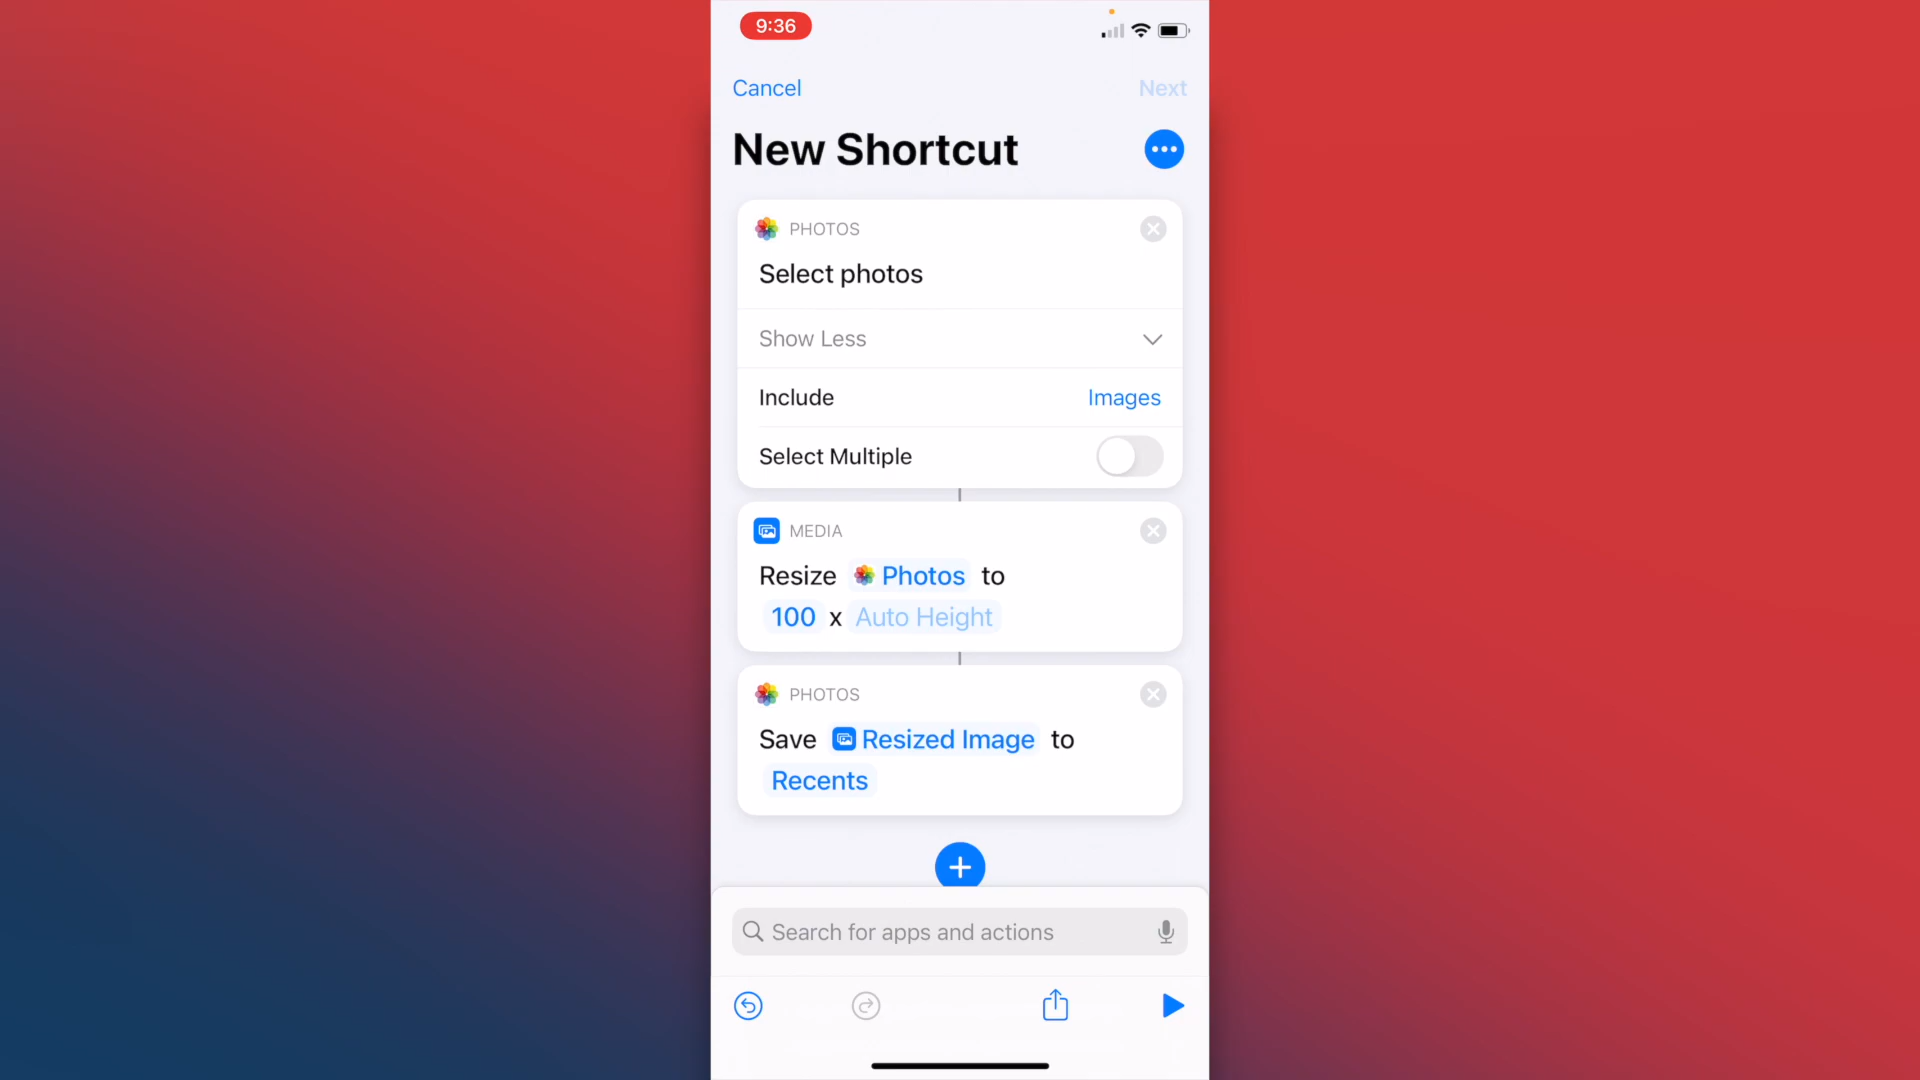 9:36
Cancel
Next
New Shortcut
PHOTOS
Select photos
Show Less
Include
Images
Select Multiple
MEDIA
Resize Photos to
100 x Auto Height
PHOTOS
Save Resized Image to
Recents
Search for apps and actions